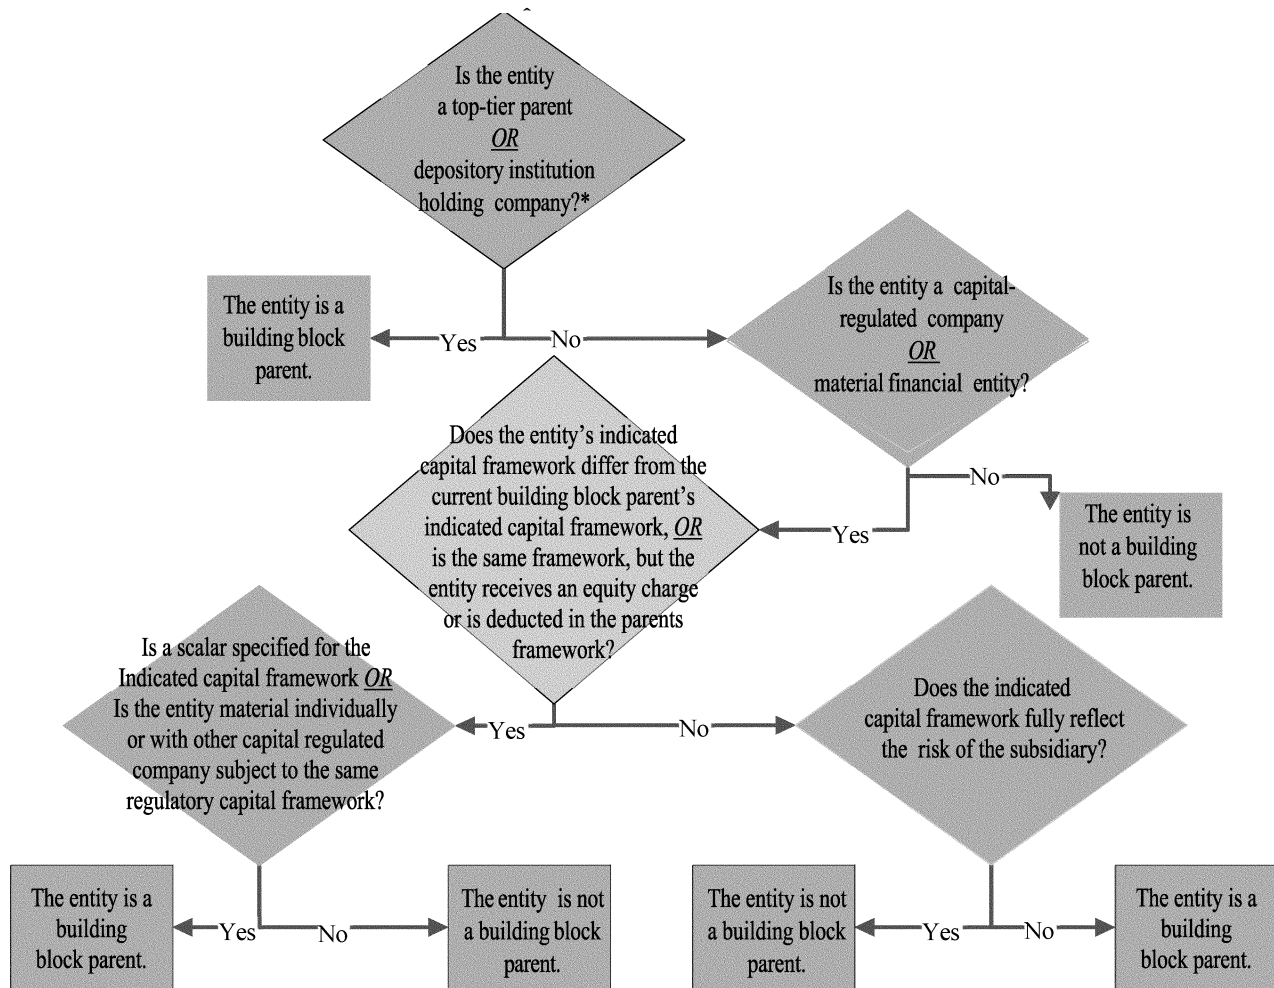 Is the entity
a top-tier parent
OR
depository institution
holding company?*
The entity is a
building block
parent.
Yes
No
Is the entity a capital-
regulated company
OR
material financial entity?
Does the entity's indicated
capital framework differ from the
current building block parent's
indicated capital framework, OR
is the same framework, but the
entity receives an equity charge
or is deducted in the parents
framework?
Yes
No
The entity is
not a building
block parent.
Is a scalar specified for the
Indicated capital framework OR
Is the entity material individually
or with other capital regulated
company subject to the same
regulatory capital framework?
Yes
No
Does the indicated
capital framework fully reflect
the risk of the subsidiary?
The entity is a
building
block parent.
Yes
No
The entity is not
a building block
parent.
The entity is not
a building block
parent.
Yes
No
The entity is a
building
block parent.